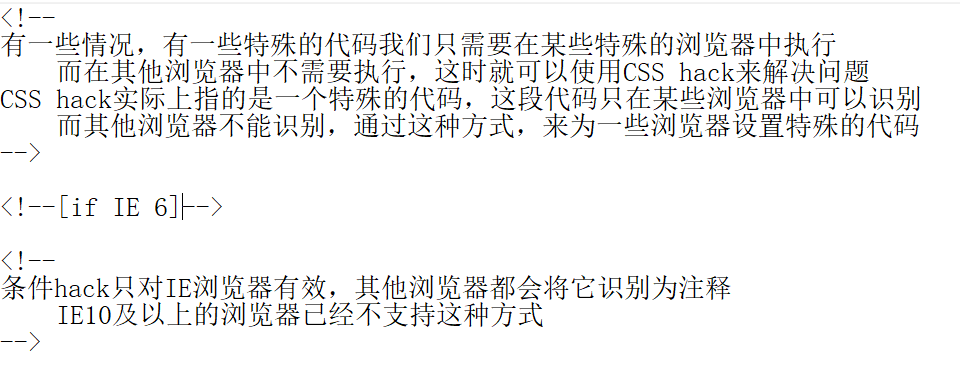 <!--
有一些情况，有一些特殊的代码我们只需要在某些特殊的浏览器中执行
而在其他浏览器中不需要执行，这时就可以使用CSS hack来解决问题
CSS hack实际上指的是一个特殊的代码，这段代码只在某些浏览器中可以识别
而其他浏览器不能识别，通过这种方式，来为一些浏览器设置特殊的代码
-->
<!--[if IE 6]-->
<!--
条件hack只对IE浏览器有效，其他浏览器都会将它识别为注释
IE10及以上的浏览器已经不支持这种方式
-->